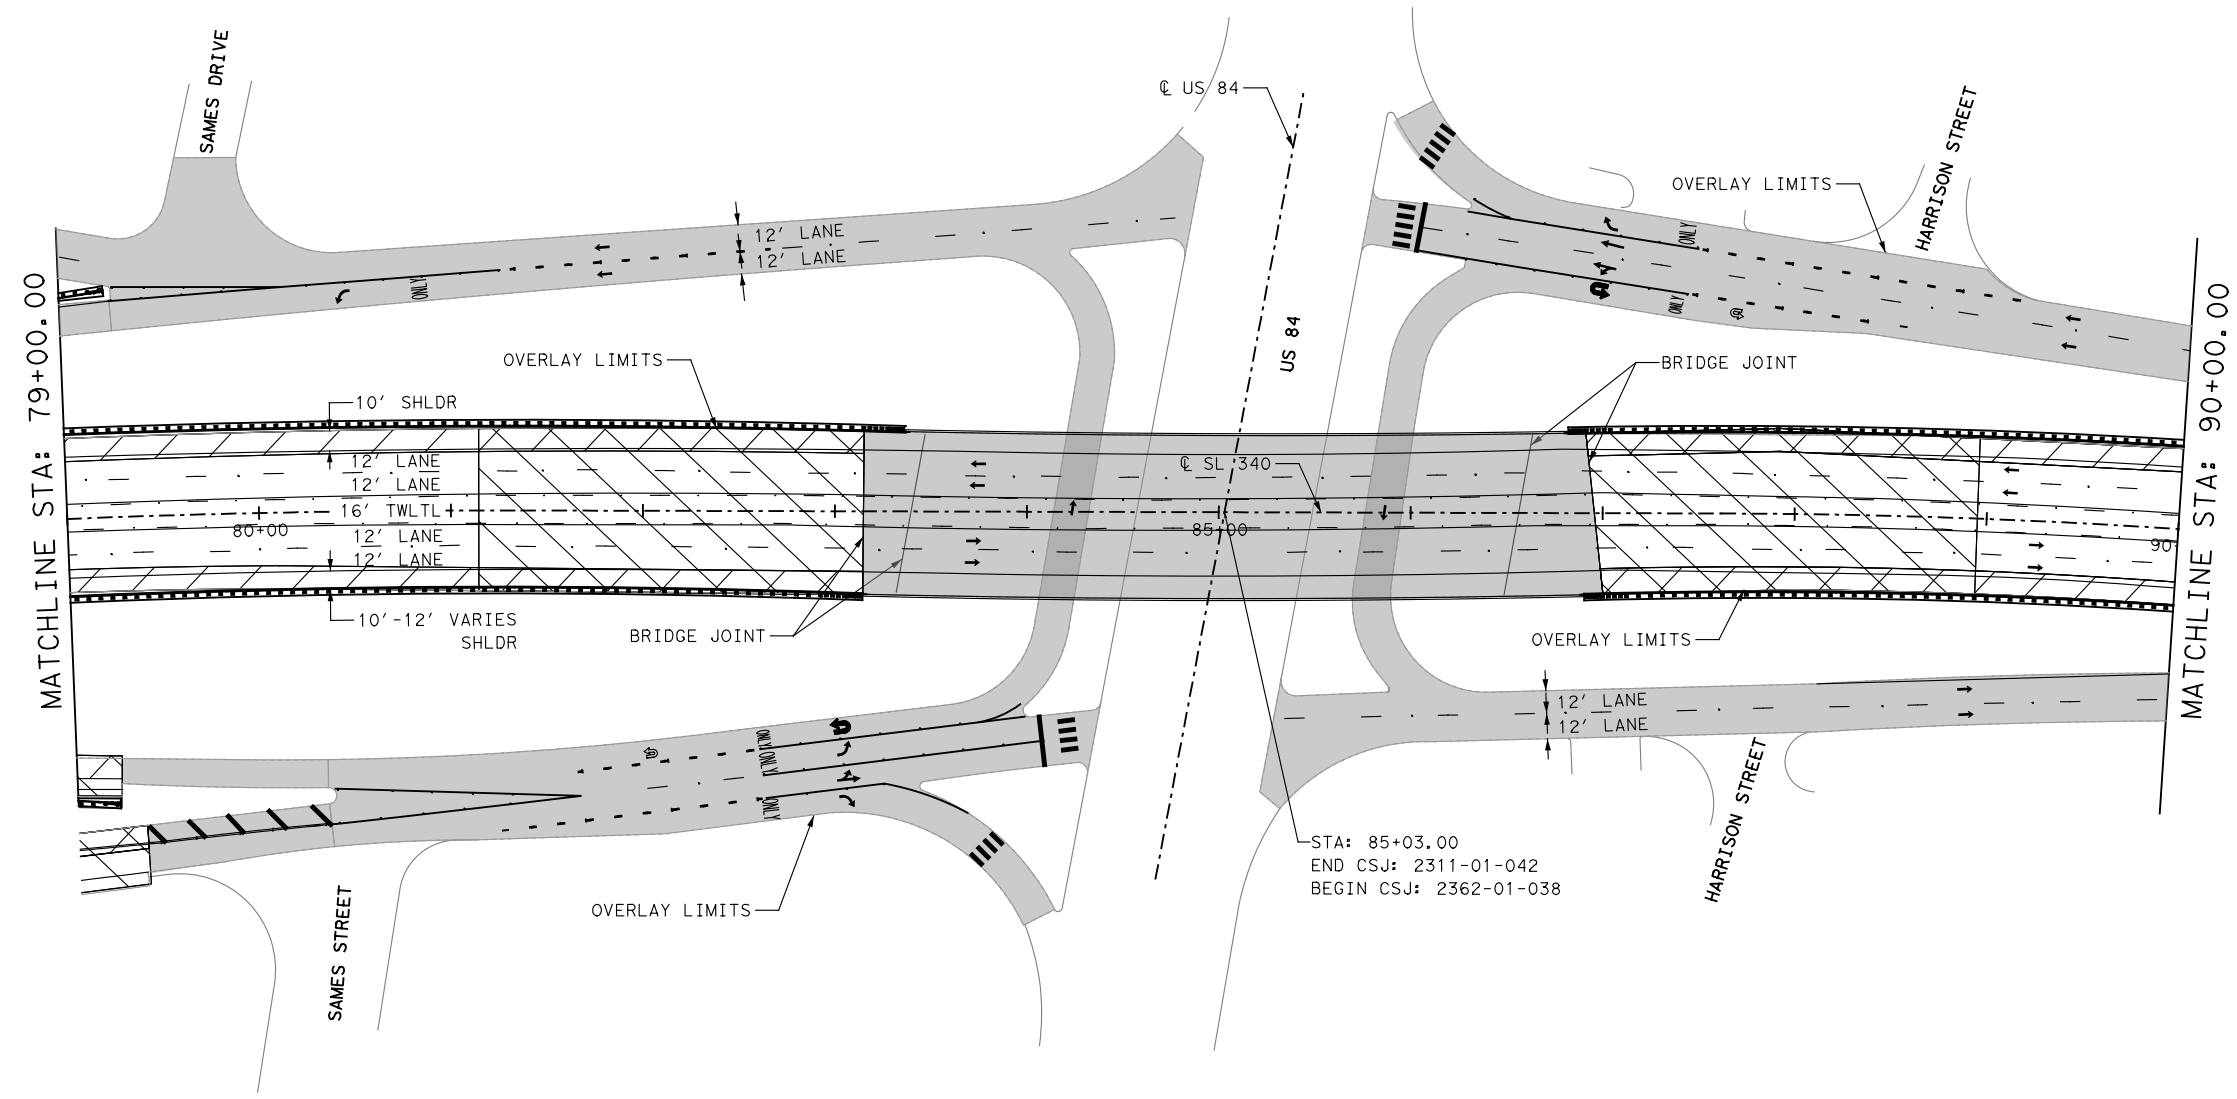 SAMES DRIVE
℄ US 84
HARRISON STREET
OVERLAY LIMITS
12' LANE
12' LANE
ONLY
ONLY
ONLY
MATCHLINE STA: 79+00.00
MATCHLINE STA: 90+00.00
US 84
OVERLAY LIMITS
BRIDGE JOINT
10' SHLDR
12' LANE
12' LANE
16' TWLTL
12' LANE
12' LANE
80+00
℄ SL 340
85+00
90+
10'-12' VARIES
SHLDR
BRIDGE JOINT
OVERLAY LIMITS
12' LANE
12' LANE
ONLY
ONLY
ONLY
HARRISON STREET
STA: 85+03.00
END CSJ: 2311-01-042
BEGIN CSJ: 2362-01-038
OVERLAY LIMITS
SAMES STREET